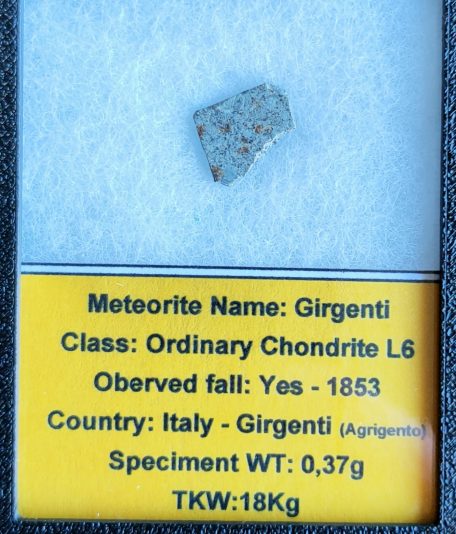 Meteorite Name: Girgenti
Class: Ordinary Chondrite L6
Oberved fall: Yes - 1853
Country: Italy - Girgenti (Agrigento)
Speciment WT: 0,37g
TKW:18Kg